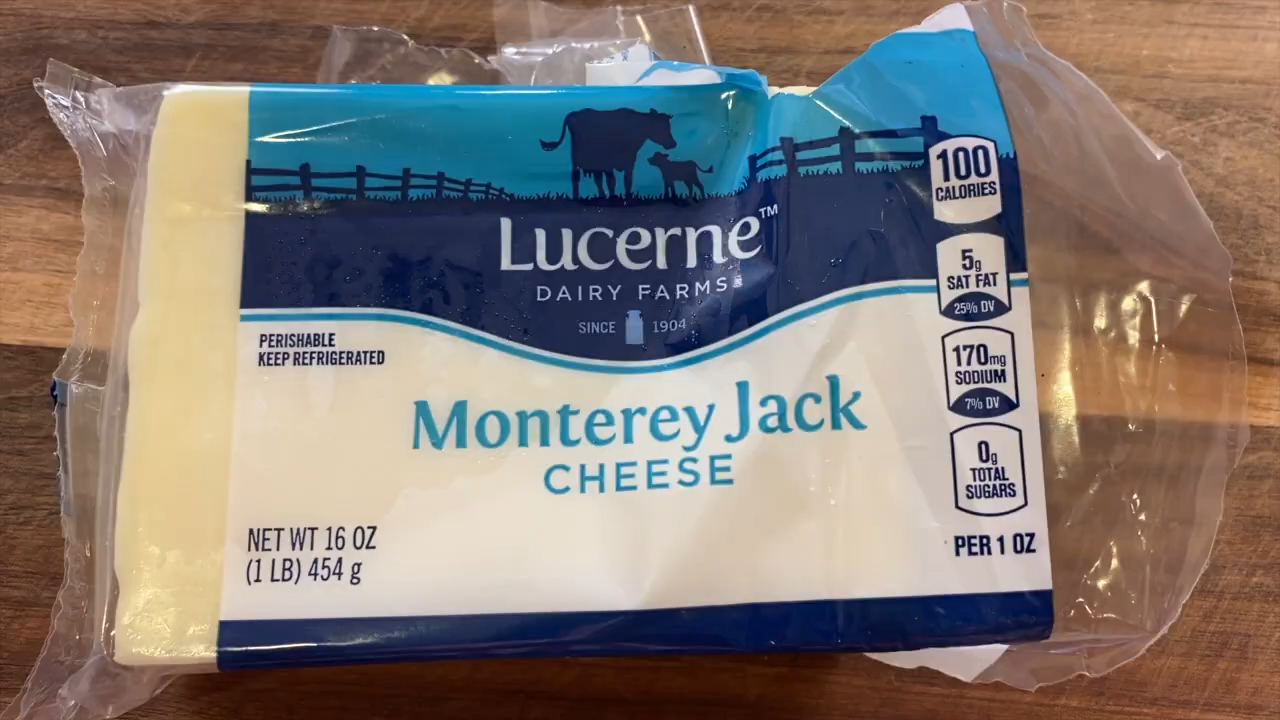 Lucerne™
DAIRY FARMS®
SINCE 1904
PERISHABLE
KEEP REFRIGERATED
Monterey Jack
CHEESE
NET WT 16 OZ
(1 LB) 454 g
100
CALORIES
5g
SAT FAT
25% DV
170mg
SODIUM
7% DV
0g
TOTAL
SUGARS
PER 1 OZ